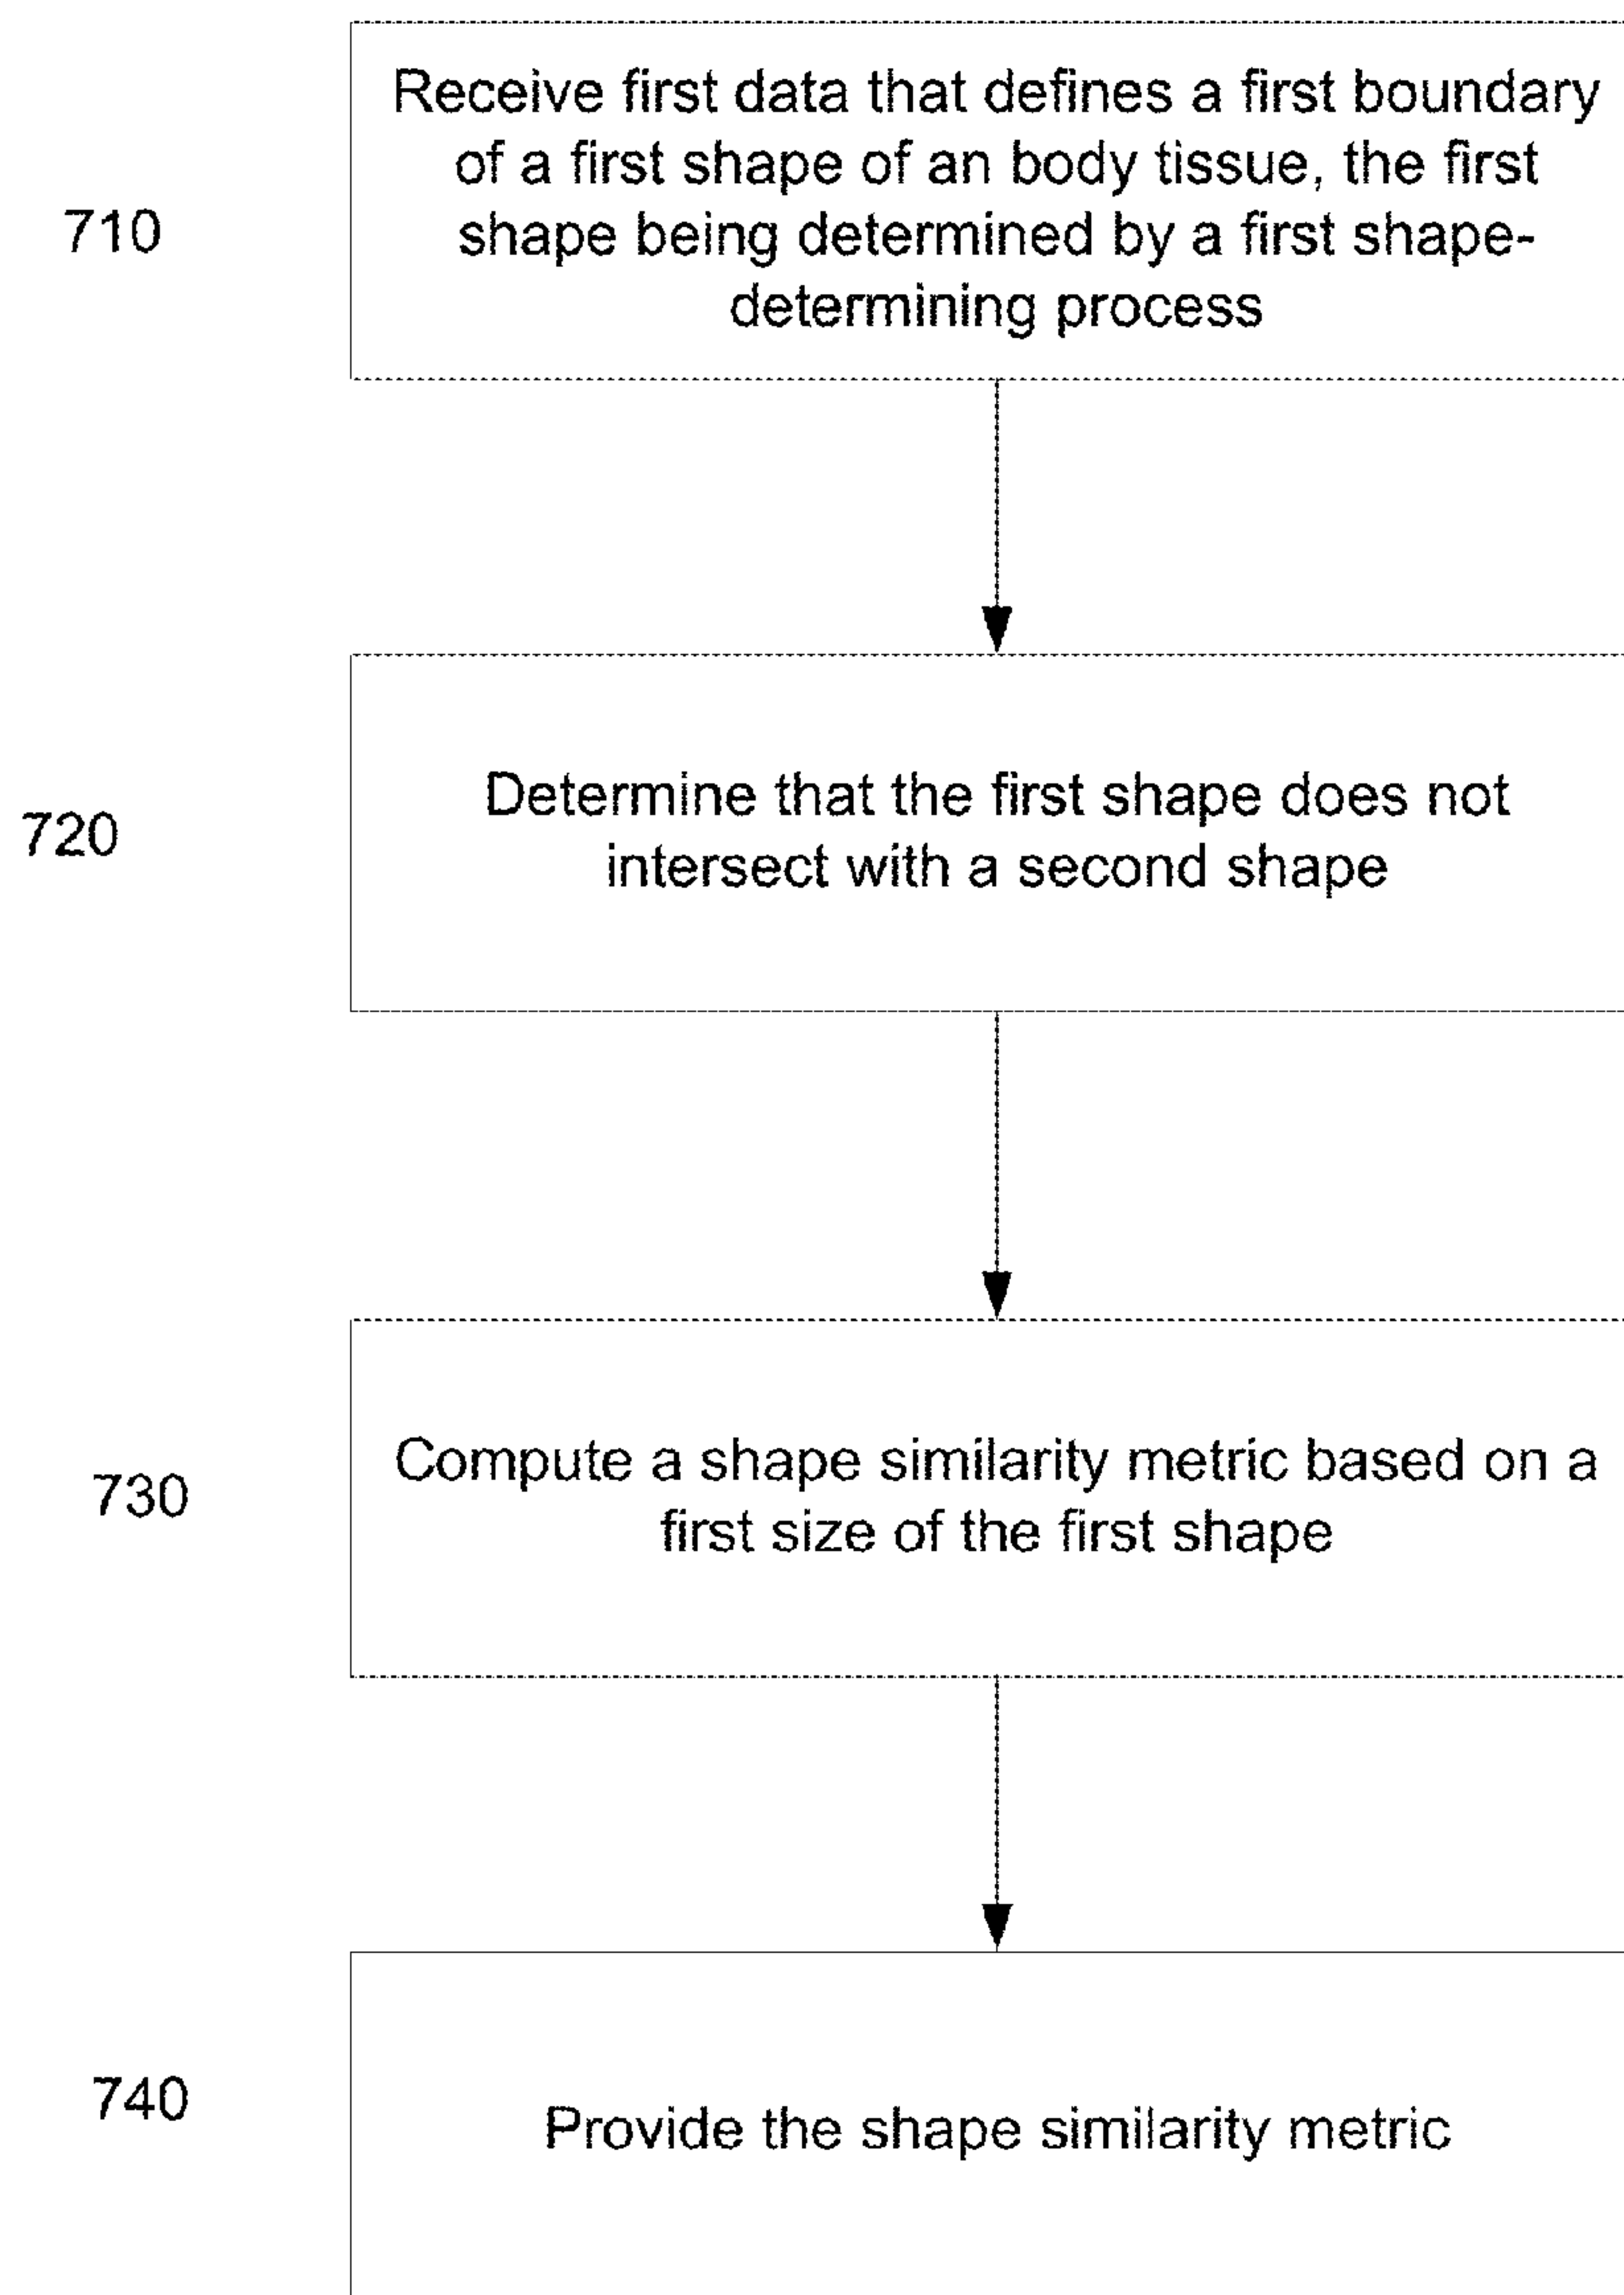 710
Receive first data that defines a first boundary
of a first shape of an body tissue, the first
shape being determined by a first shape-
determining process
720
Determine that the first shape does not
intersect with a second shape
730
Compute a shape similarity metric based on a
first size of the first shape
740
Provide the shape similarity metric